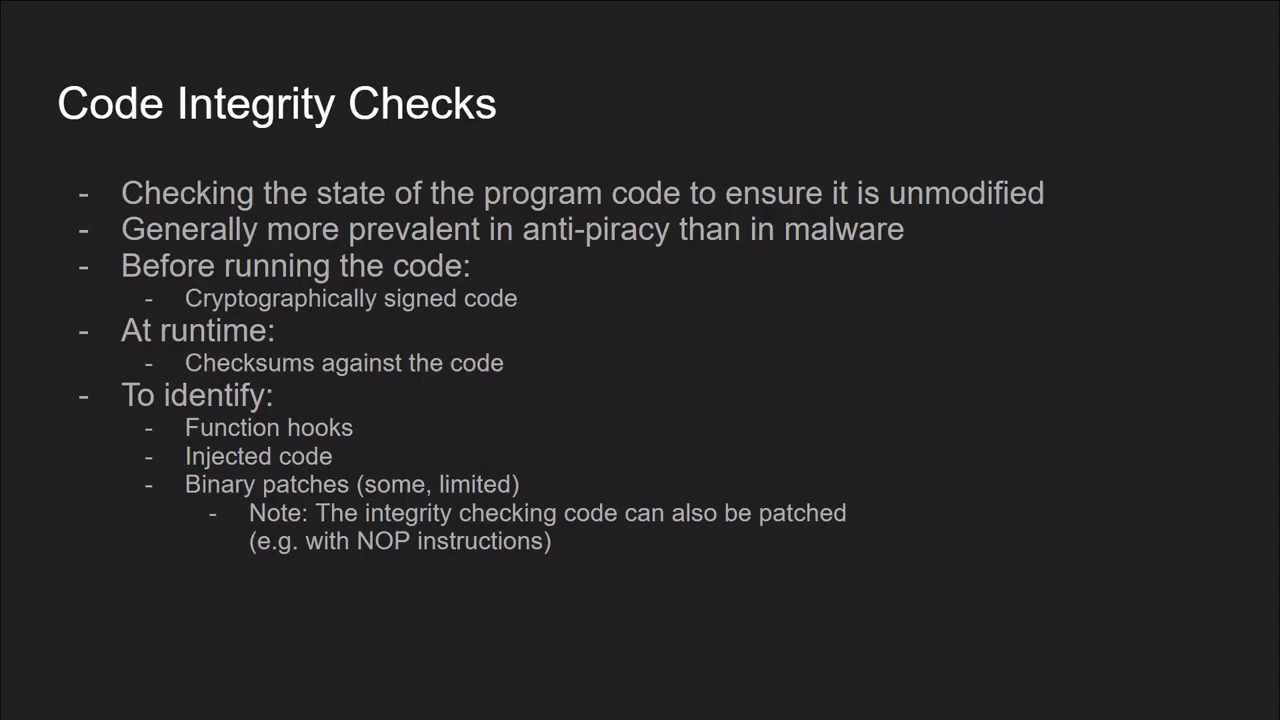 Code Integrity Checks
- Checking the state of the program code to ensure it is unmodified
- Generally more prevalent in anti-piracy than in malware
- Before running the code:
- Cryptographically signed code
- At runtime:
- Checksums against the code
- To identify:
- Function hooks
- Injected code
- Binary patches (some, limited)
- Note: The integrity checking code can also be patched
(e.g. with NOP instructions)